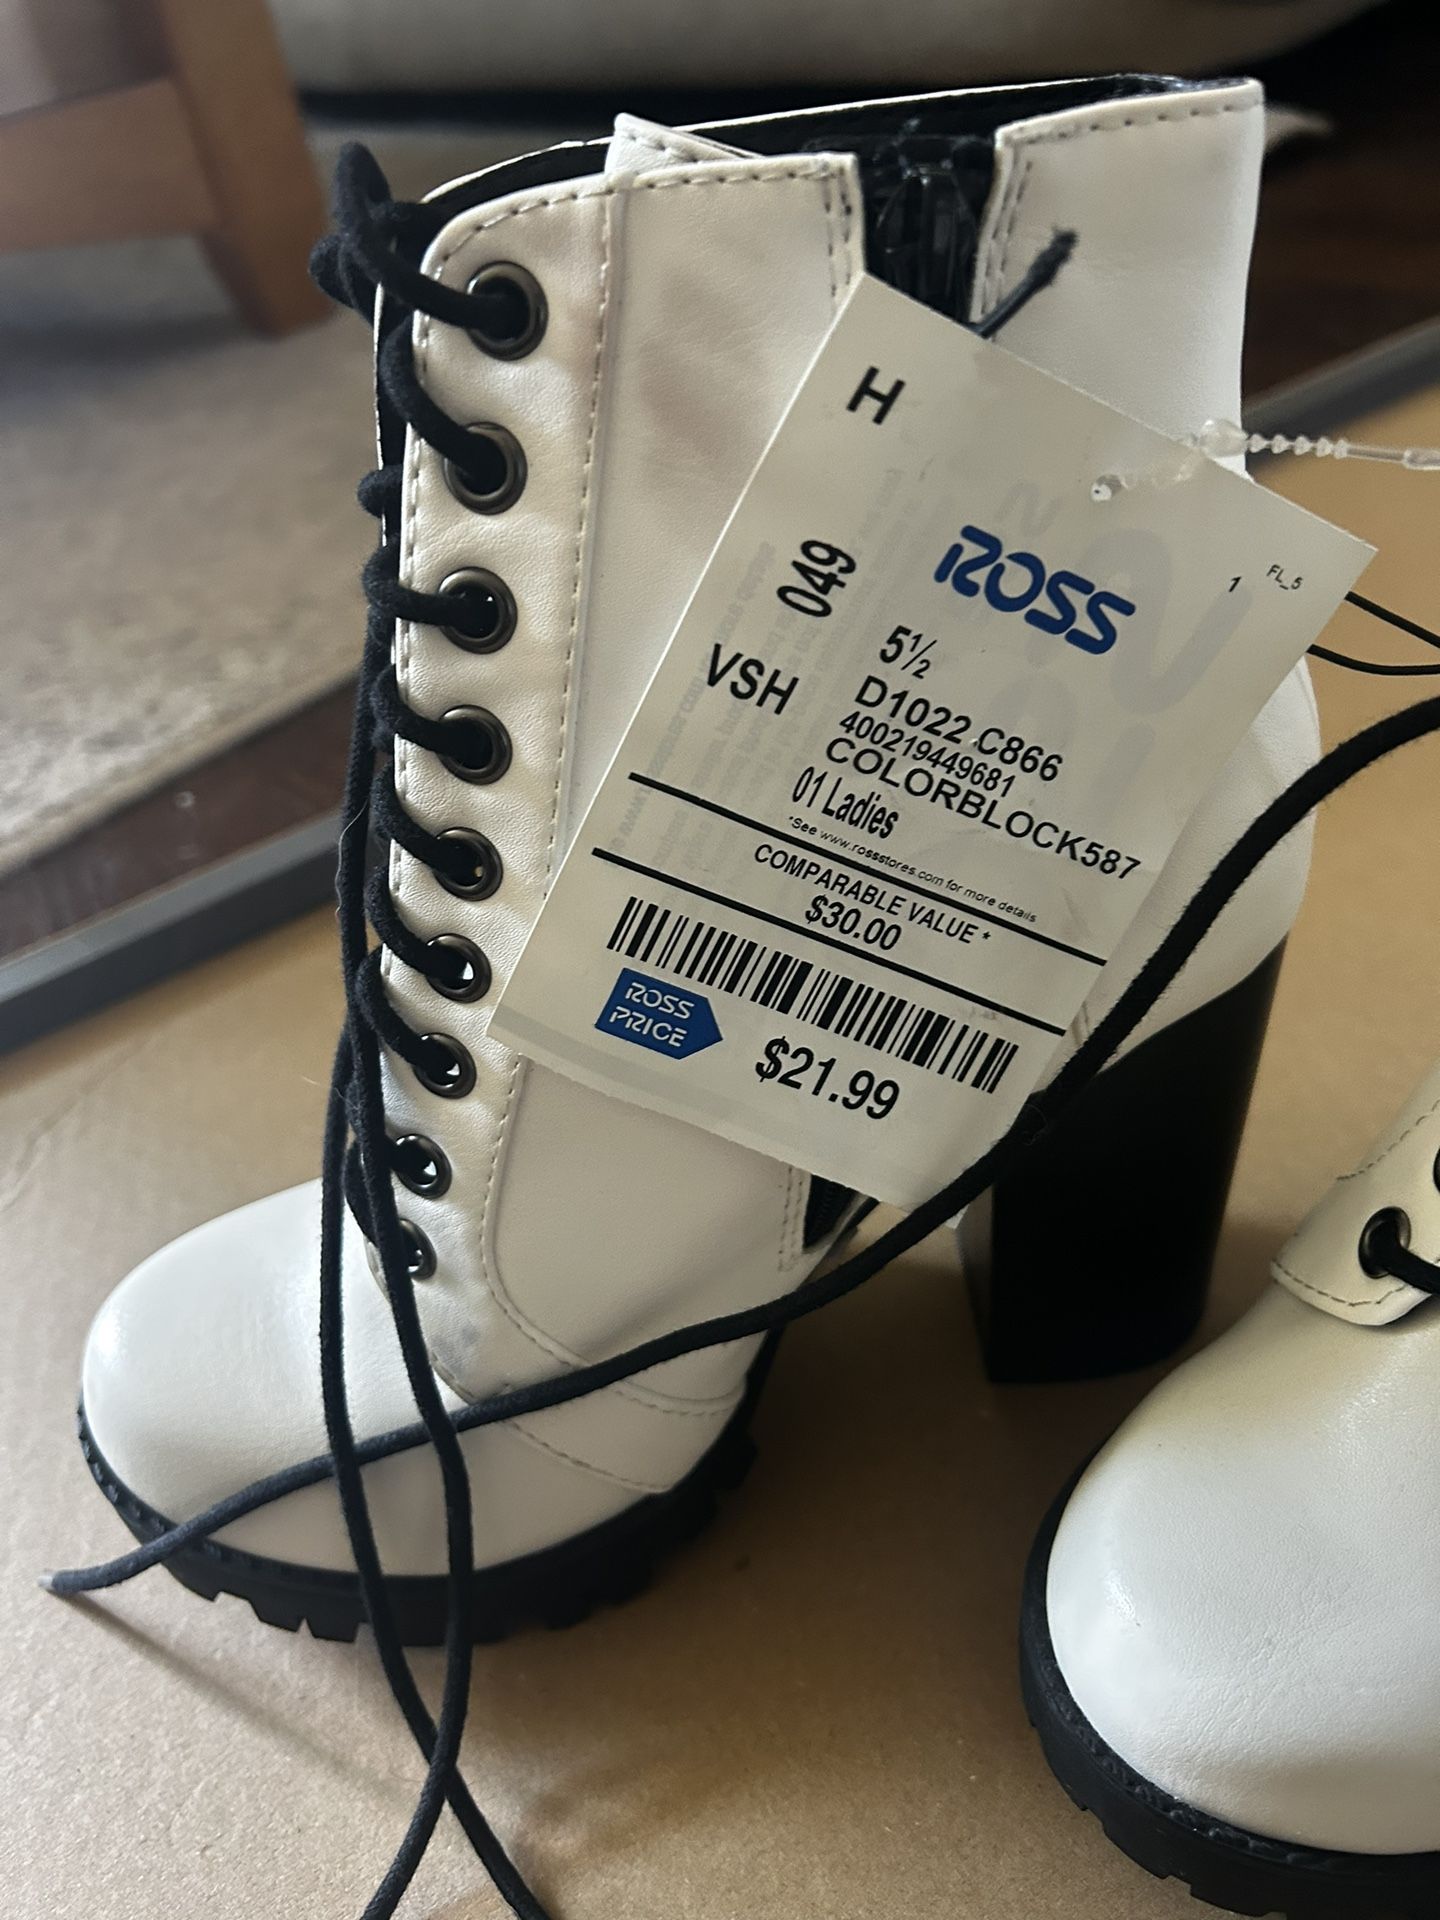 H
ROSS
1
FL_5
049
5½
VSH
D1022 C866
400219449681
COLORBLOCK587
01 Ladies
*See www.rossstores.com for more details
COMPARABLE VALUE *
$30.00
ROSS
PRICE
$21.99